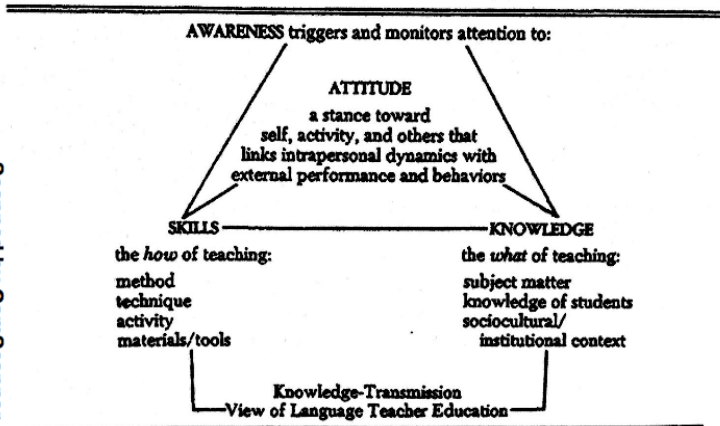 AWARENESS triggers and monitors attention to:
ATTITUDE
a stance toward
self, activity, and others that
links intrapersonal dynamics with
external performance and behaviors
SKILLS
the how of teaching:
method
technique
activity
materials/tools
KNOWLEDGE
the what of teaching:
subject matter
knowledge of students
sociocultural/
institutional context
Knowledge-Transmission
View of Language Teacher Education